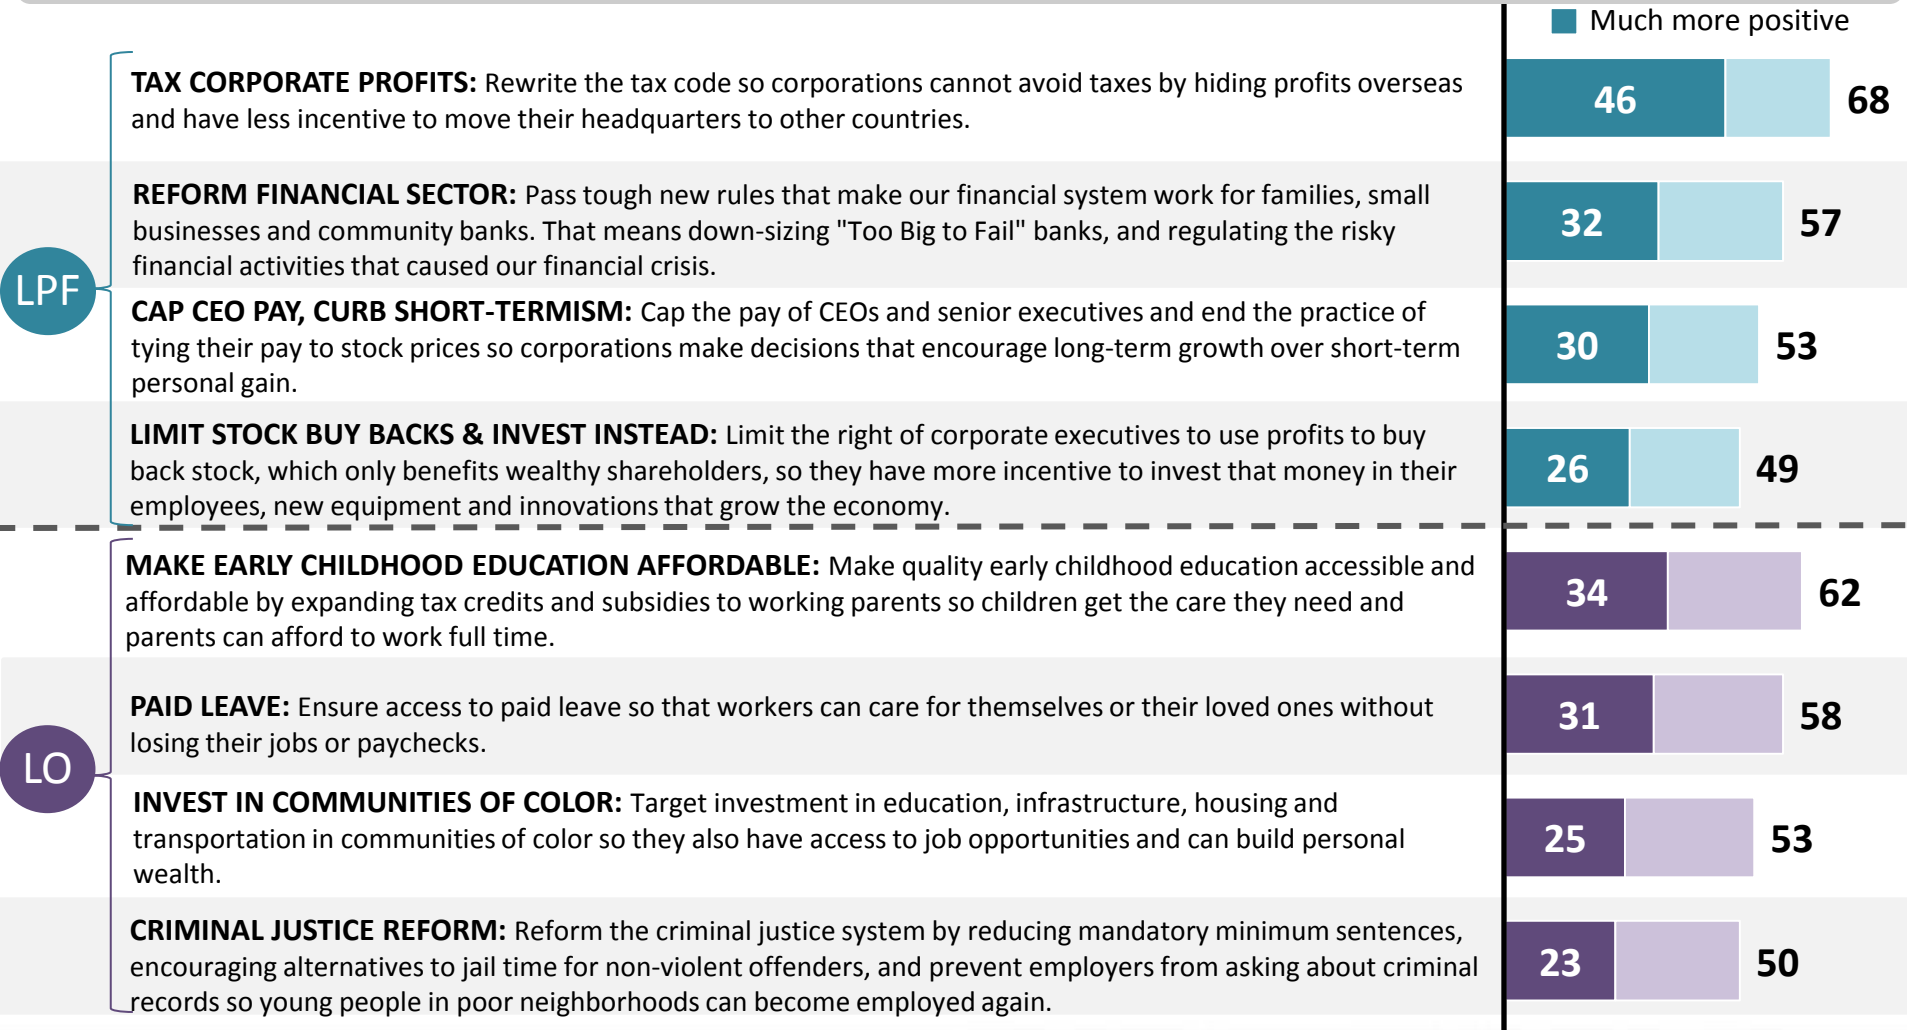 Much more positive
TAX CORPORATE PROFITS: Rewrite the tax code so corporations cannot avoid taxes by hiding profits overseas
and have less incentive to move their headquarters to other countries.
46
68
REFORM FINANCIAL SECTOR: Pass tough new rules that make our financial system work for families, small
businesses and community banks. That means down-sizing "Too Big to Fail" banks, and regulating the risky
financial activities that caused our financial crisis.
32
57
LPF
CAP CEO PAY, CURB SHORT-TERMISM: Cap the pay of CEOs and senior executives and end the practice of
tying their pay to stock prices so corporations make decisions that encourage long-term growth over short-term
personal gain.
30
53
LIMIT STOCK BUY BACKS & INVEST INSTEAD: Limit the right of corporate executives to use profits to buy
back stock, which only benefits wealthy shareholders, so they have more incentive to invest that money in their
employees, new equipment and innovations that grow the economy.
26
49
MAKE EARLY CHILDHOOD EDUCATION AFFORDABLE: Make quality early childhood education accessible and
affordable by expanding tax credits and subsidies to working parents so children get the care they need and
parents can afford to work full time.
34
62
PAID LEAVE: Ensure access to paid leave so that workers can care for themselves or their loved ones without
losing their jobs or paychecks.
31
58
LO
INVEST IN COMMUNITIES OF COLOR: Target investment in education, infrastructure, housing and
transportation in communities of color so they also have access to job opportunities and can build personal
wealth.
25
53
CRIMINAL JUSTICE REFORM: Reform the criminal justice system by reducing mandatory minimum sentences,
encouraging alternatives to jail time for non-violent offenders, and prevent employers from asking about criminal
records so young people in poor neighborhoods can become employed again.
23
50